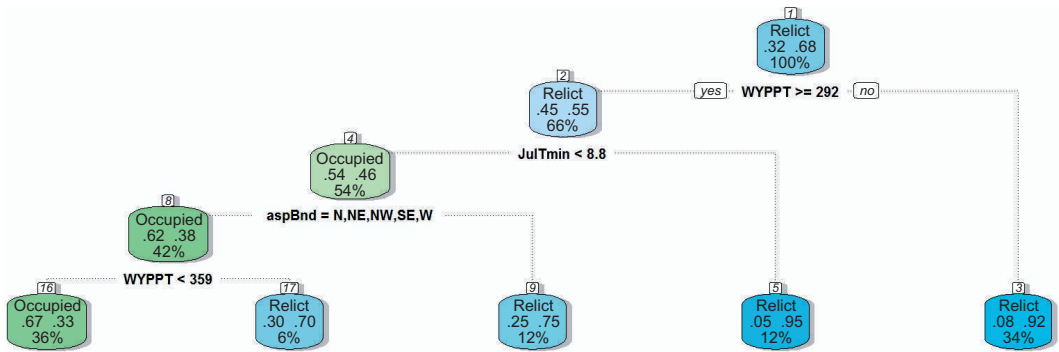 1
Relict
.32 .68
100%
yes WYPPT >= 292 no
2
Relict
.45 .55
66%
JulTmin < 8.8
4
Occupied
.54 .46
54%
aspBnd = N,NE,NW,SE,W
8
Occupied
.62 .38
42%
WYPPT < 359
16
Occupied
.67 .33
36%
17
Relict
.30 .70
6%
9
Relict
.25 .75
12%
5
Relict
.05 .95
12%
3
Relict
.08 .92
34%